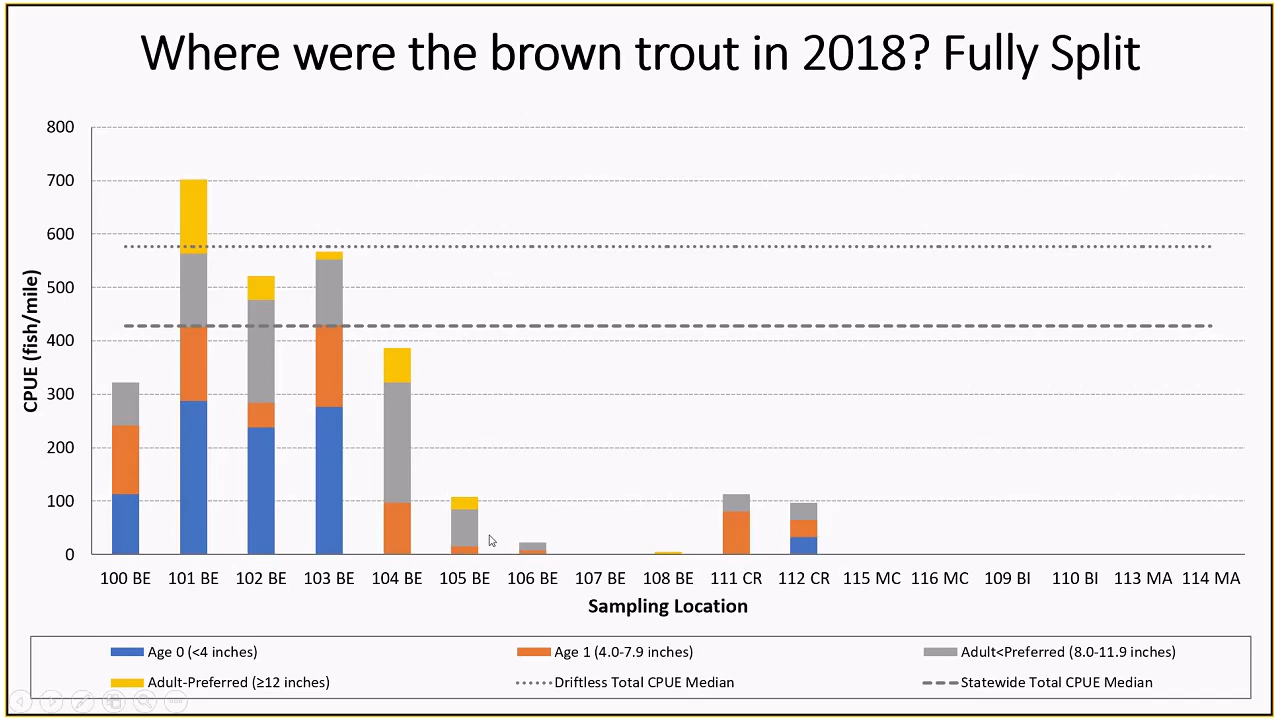 Where were the brown trout in 2018? Fully Split
800
700
600
500
400
300
200
100
0
CPUE (fish/mile)
100 BE 101 BE 102 BE 103 BE 104 BE 105 BE 106 BE 107 BE 108 BE 111 CR 112 CR 115 MC 116 MC 109 BI 110 BI 113 MA 114 MA
Sampling Location
Age 0 (<4 inches) Age 1 (4.0-7.9 inches) Adult<Preferred (8.0-11.9 inches)
Adult-Preferred (≥12 inches) Driftless Total CPUE Median Statewide Total CPUE Median